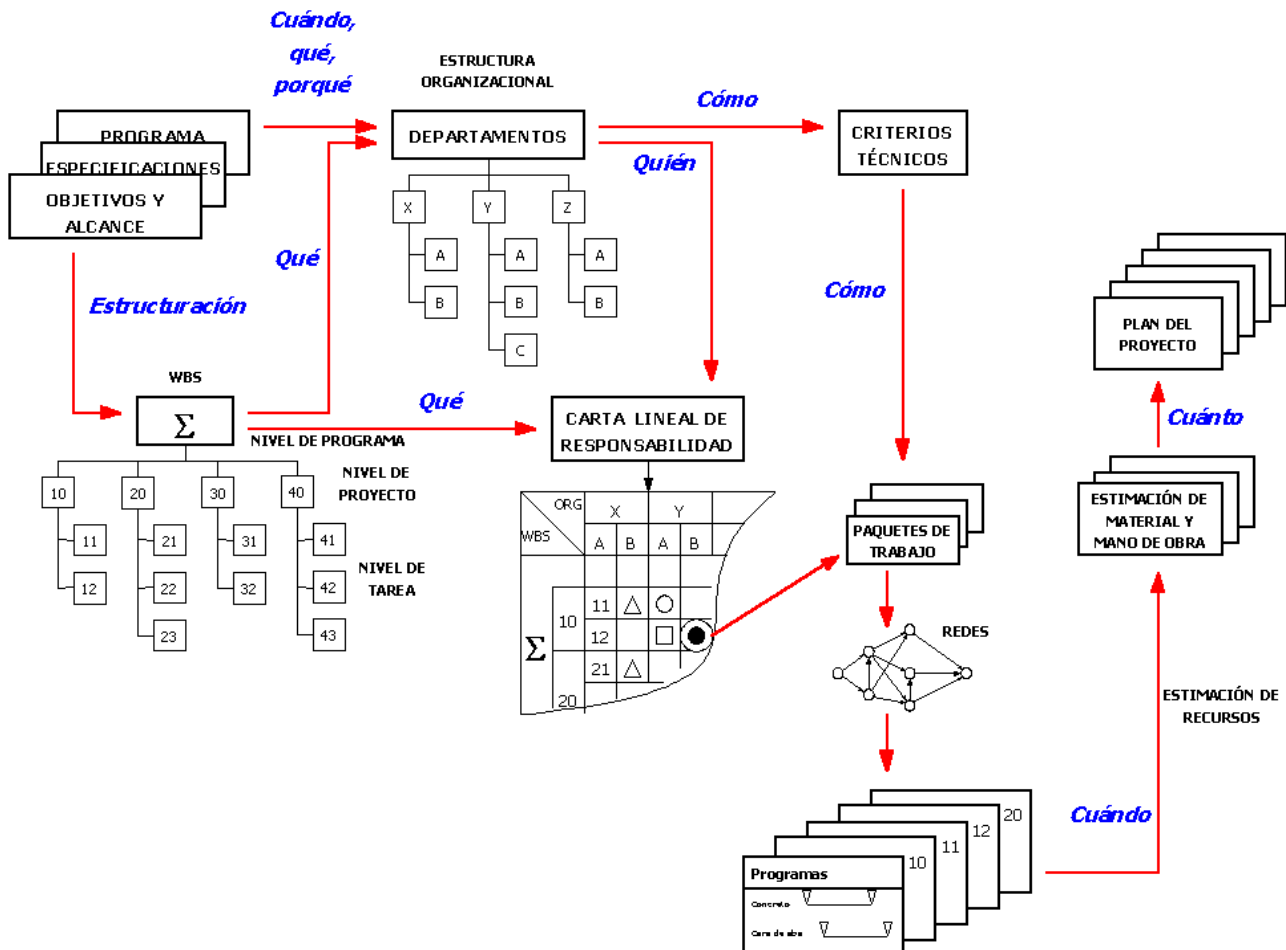 Cuándo,
qué,
porqué
ESTRUCTURA
ORGANIZACIONAL
PROGRAMA
ESPECIFICACIONES
OBJETIVOS Y
ALCANCE
DEPARTAMENTOS
Cómo
Quién
CRITERIOS
TÉCNICOS
X
Y
Z
A
A
A
B
B
B
C
Qué
Estructuración
Cómo
WBS
Σ
NIVEL DE PROGRAMA
Qué
CARTA LINEAL DE
RESPONSABILIDAD
NIVEL DE
PROYECTO
10
20
30
40
11
21
31
41
NIVEL DE
TAREA
12
22
32
42
23
43
ORG
X
Y
WBS
A
B
A
B
10
11
12
Σ
21
20
PAQUETES DE
TRABAJO
REDES
PLAN DEL
PROYECTO
Cuánto
ESTIMACIÓN DE
MATERIAL Y
MANO DE OBRA
ESTIMACIÓN DE
RECURSOS
Cuándo
20
12
11
10
Programas
Concreto